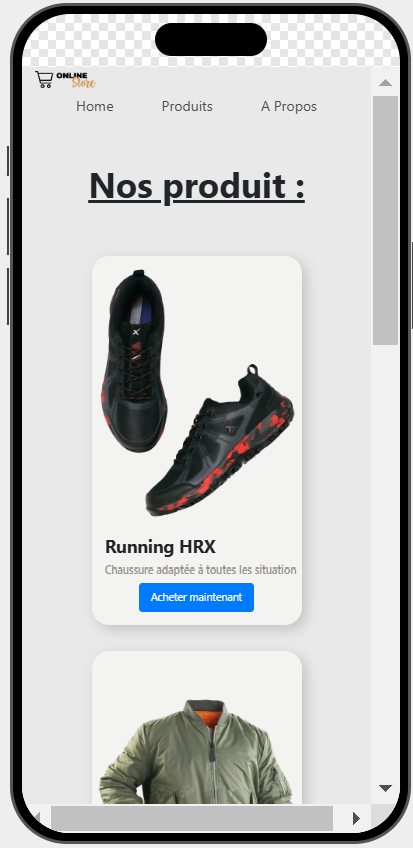 ONLINE
Store
Home Produits A Propos
Nos produit :
Running HRX
Chaussure adaptée à toutes les situation
Acheter maintenant